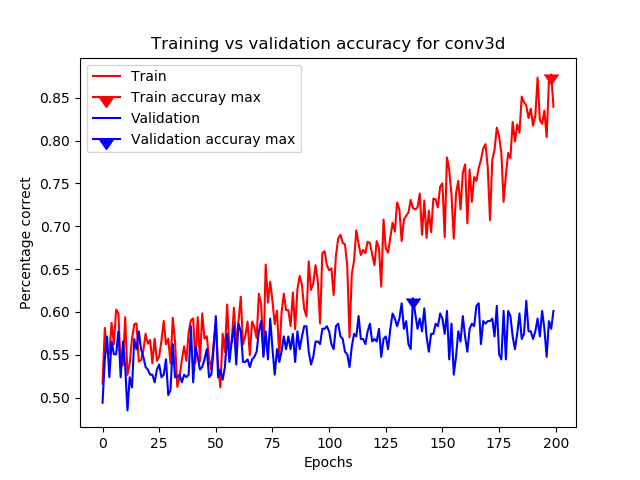 Training vs validation accuracy for conv3d
Train
Train accuray max
Validation
Validation accuray max
Percentage correct
0.85
0.80
0.75
0.70
0.65
0.60
0.55
0.50
0 25 50 75 100 125 150 175 200
Epochs